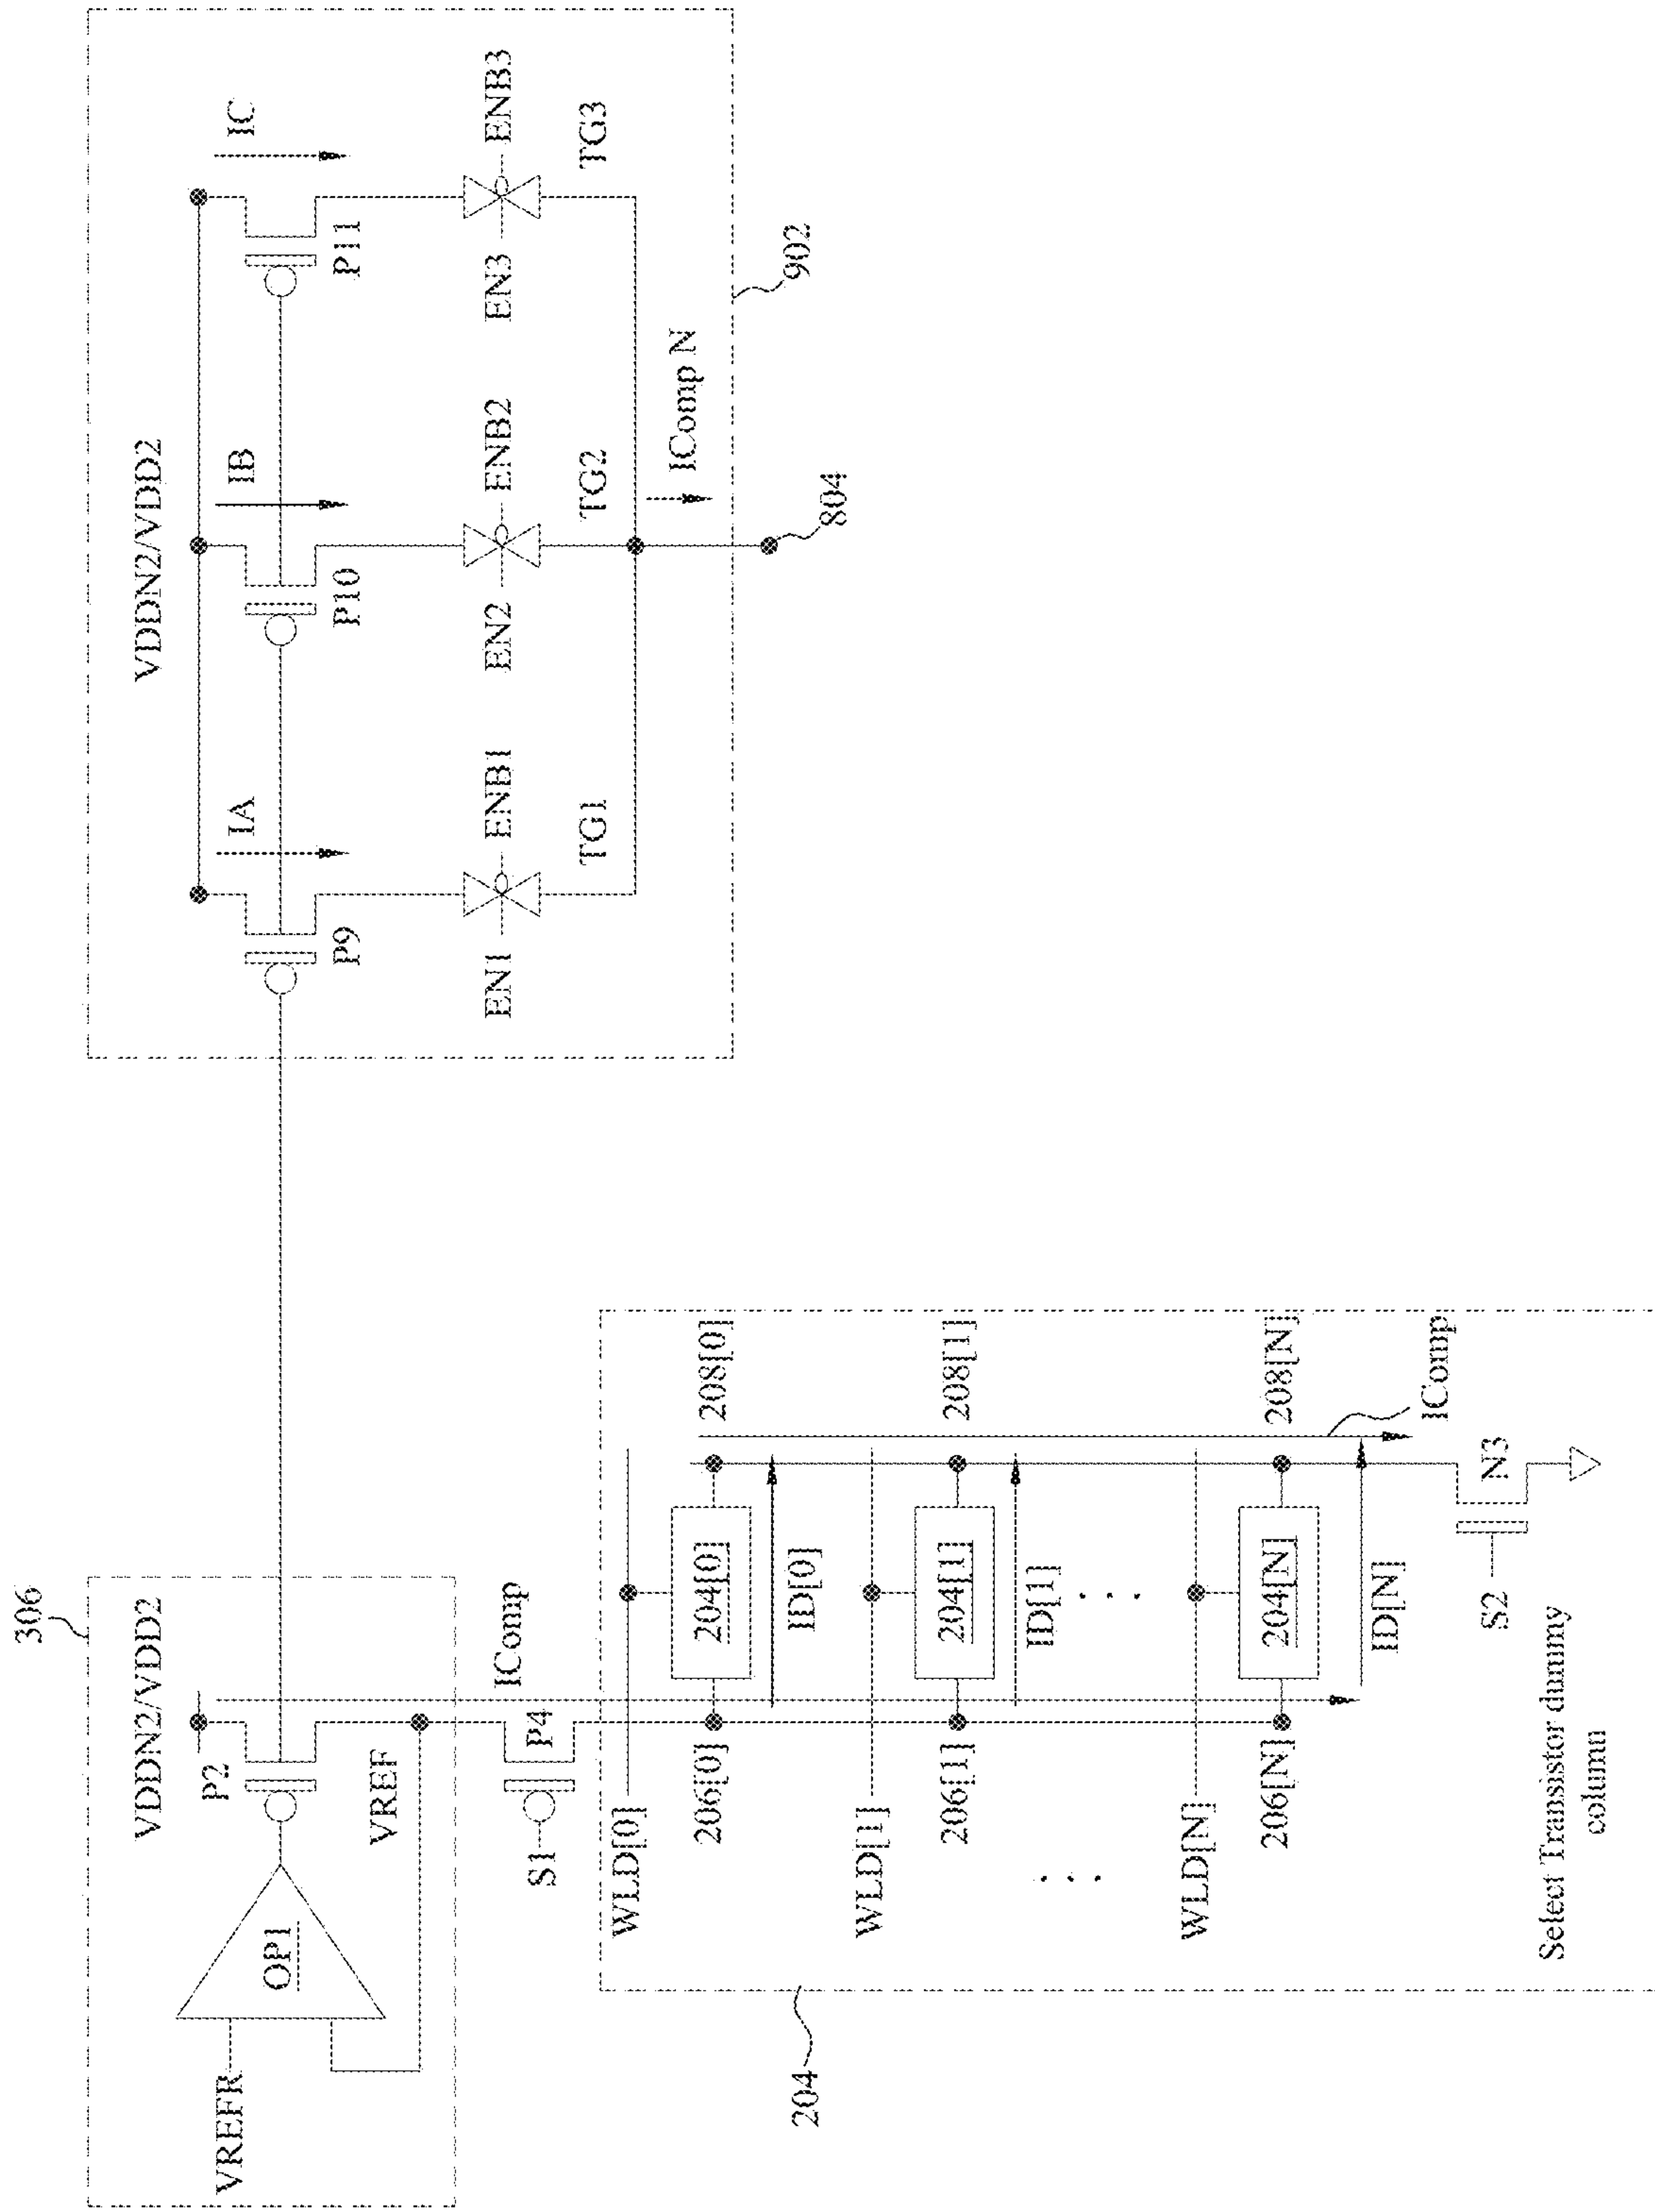 306
VDDN2/VDD2
P2
OP1
VREFR
VREF
IComp
S1
P4
204
WLD[0]
204[0]
206[0]
208[0]
ID[0]
WLD[1]
204[1]
206[1]
208[1]
ID[1]
. . .
. . .
WLD[N]
204[N]
206[N]
208[N]
ID[N]
IComp
S2
N3
Select Transistor dummy
column
VDDN2/VDD2
IA
IB
IC
P9
P10
P11
EN1
ENB1
EN2
ENB2
EN3
ENB3
TG1
TG2
TG3
IComp N
804
902